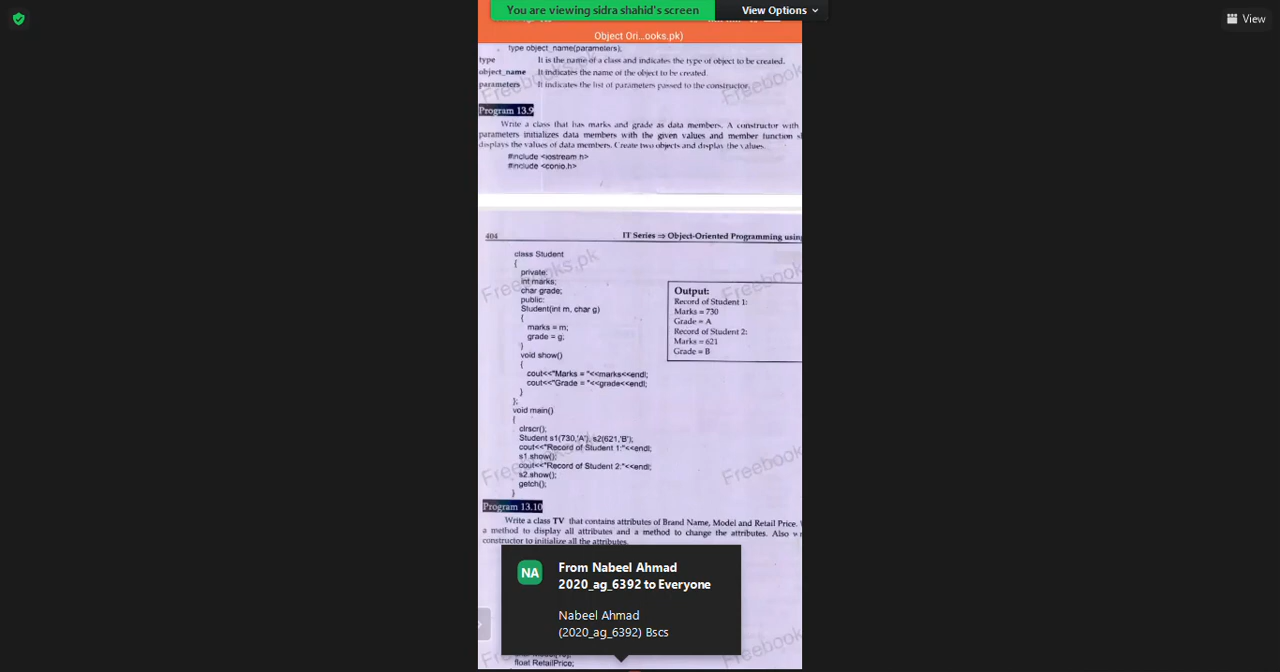 You are viewing sidra shahid's screen
View Options
View
Object Ori...ooks.pk)
type object_name(parameters),
type It is the name of a class and indicates the type of object to be created.
object_name It indicates the name of the object to be created.
parameters It indicates the list of parameters passed to the constructor.
Program 13.9
Write a class that has marks and grade as data members. A constructor with
parameters initializes data members with the given values and member function
displays the values of data members. Create two objects and display the values.
#include <iostream.h>
#include <conio.h>
404 IT Series ⇒ Object-Oriented Programming using
class Student
{
private:
int marks;
char grade;
public:
Student(int m, char g)
{
marks = m;
grade = g;
}
void show()
{
cout<<"Marks = "<<marks<<endl;
cout<<"Grade = "<<grade<<endl;
}
};
void main()
{
clrscr();
Student s1(730,'A'), s2(621,'B');
cout<<"Record of Student 1:"<<endl;
s1.show();
cout<<"Record of Student 2:"<<endl;
s2.show();
getch();
}
Output:
Record of Student 1:
Marks = 730
Grade = A
Record of Student 2:
Marks = 621
Grade = B
Program 13.10
Write a class TV that contains attributes of Brand Name, Model and Retail Price.
a method to display all attributes and a method to change the attributes. Also
constructor to initialize all the attributes.
NA
From Nabeel Ahmad
2020_ag_6392 to Everyone
Nabeel Ahmad
(2020_ag_6392) Bscs
float RetailPrice;
Freebooks.pk
Freebook
Freebooks.pk
Freebook
Freebook
Freebook